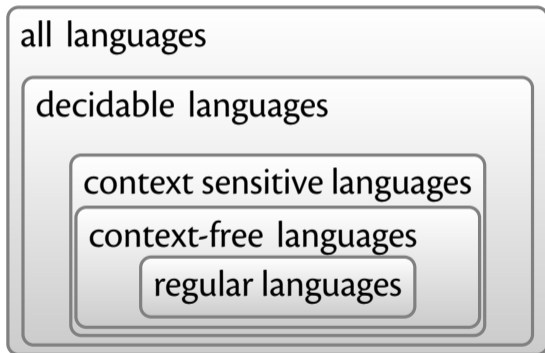 all languages
decidable languages
context sensitive languages
context-free languages
regular languages